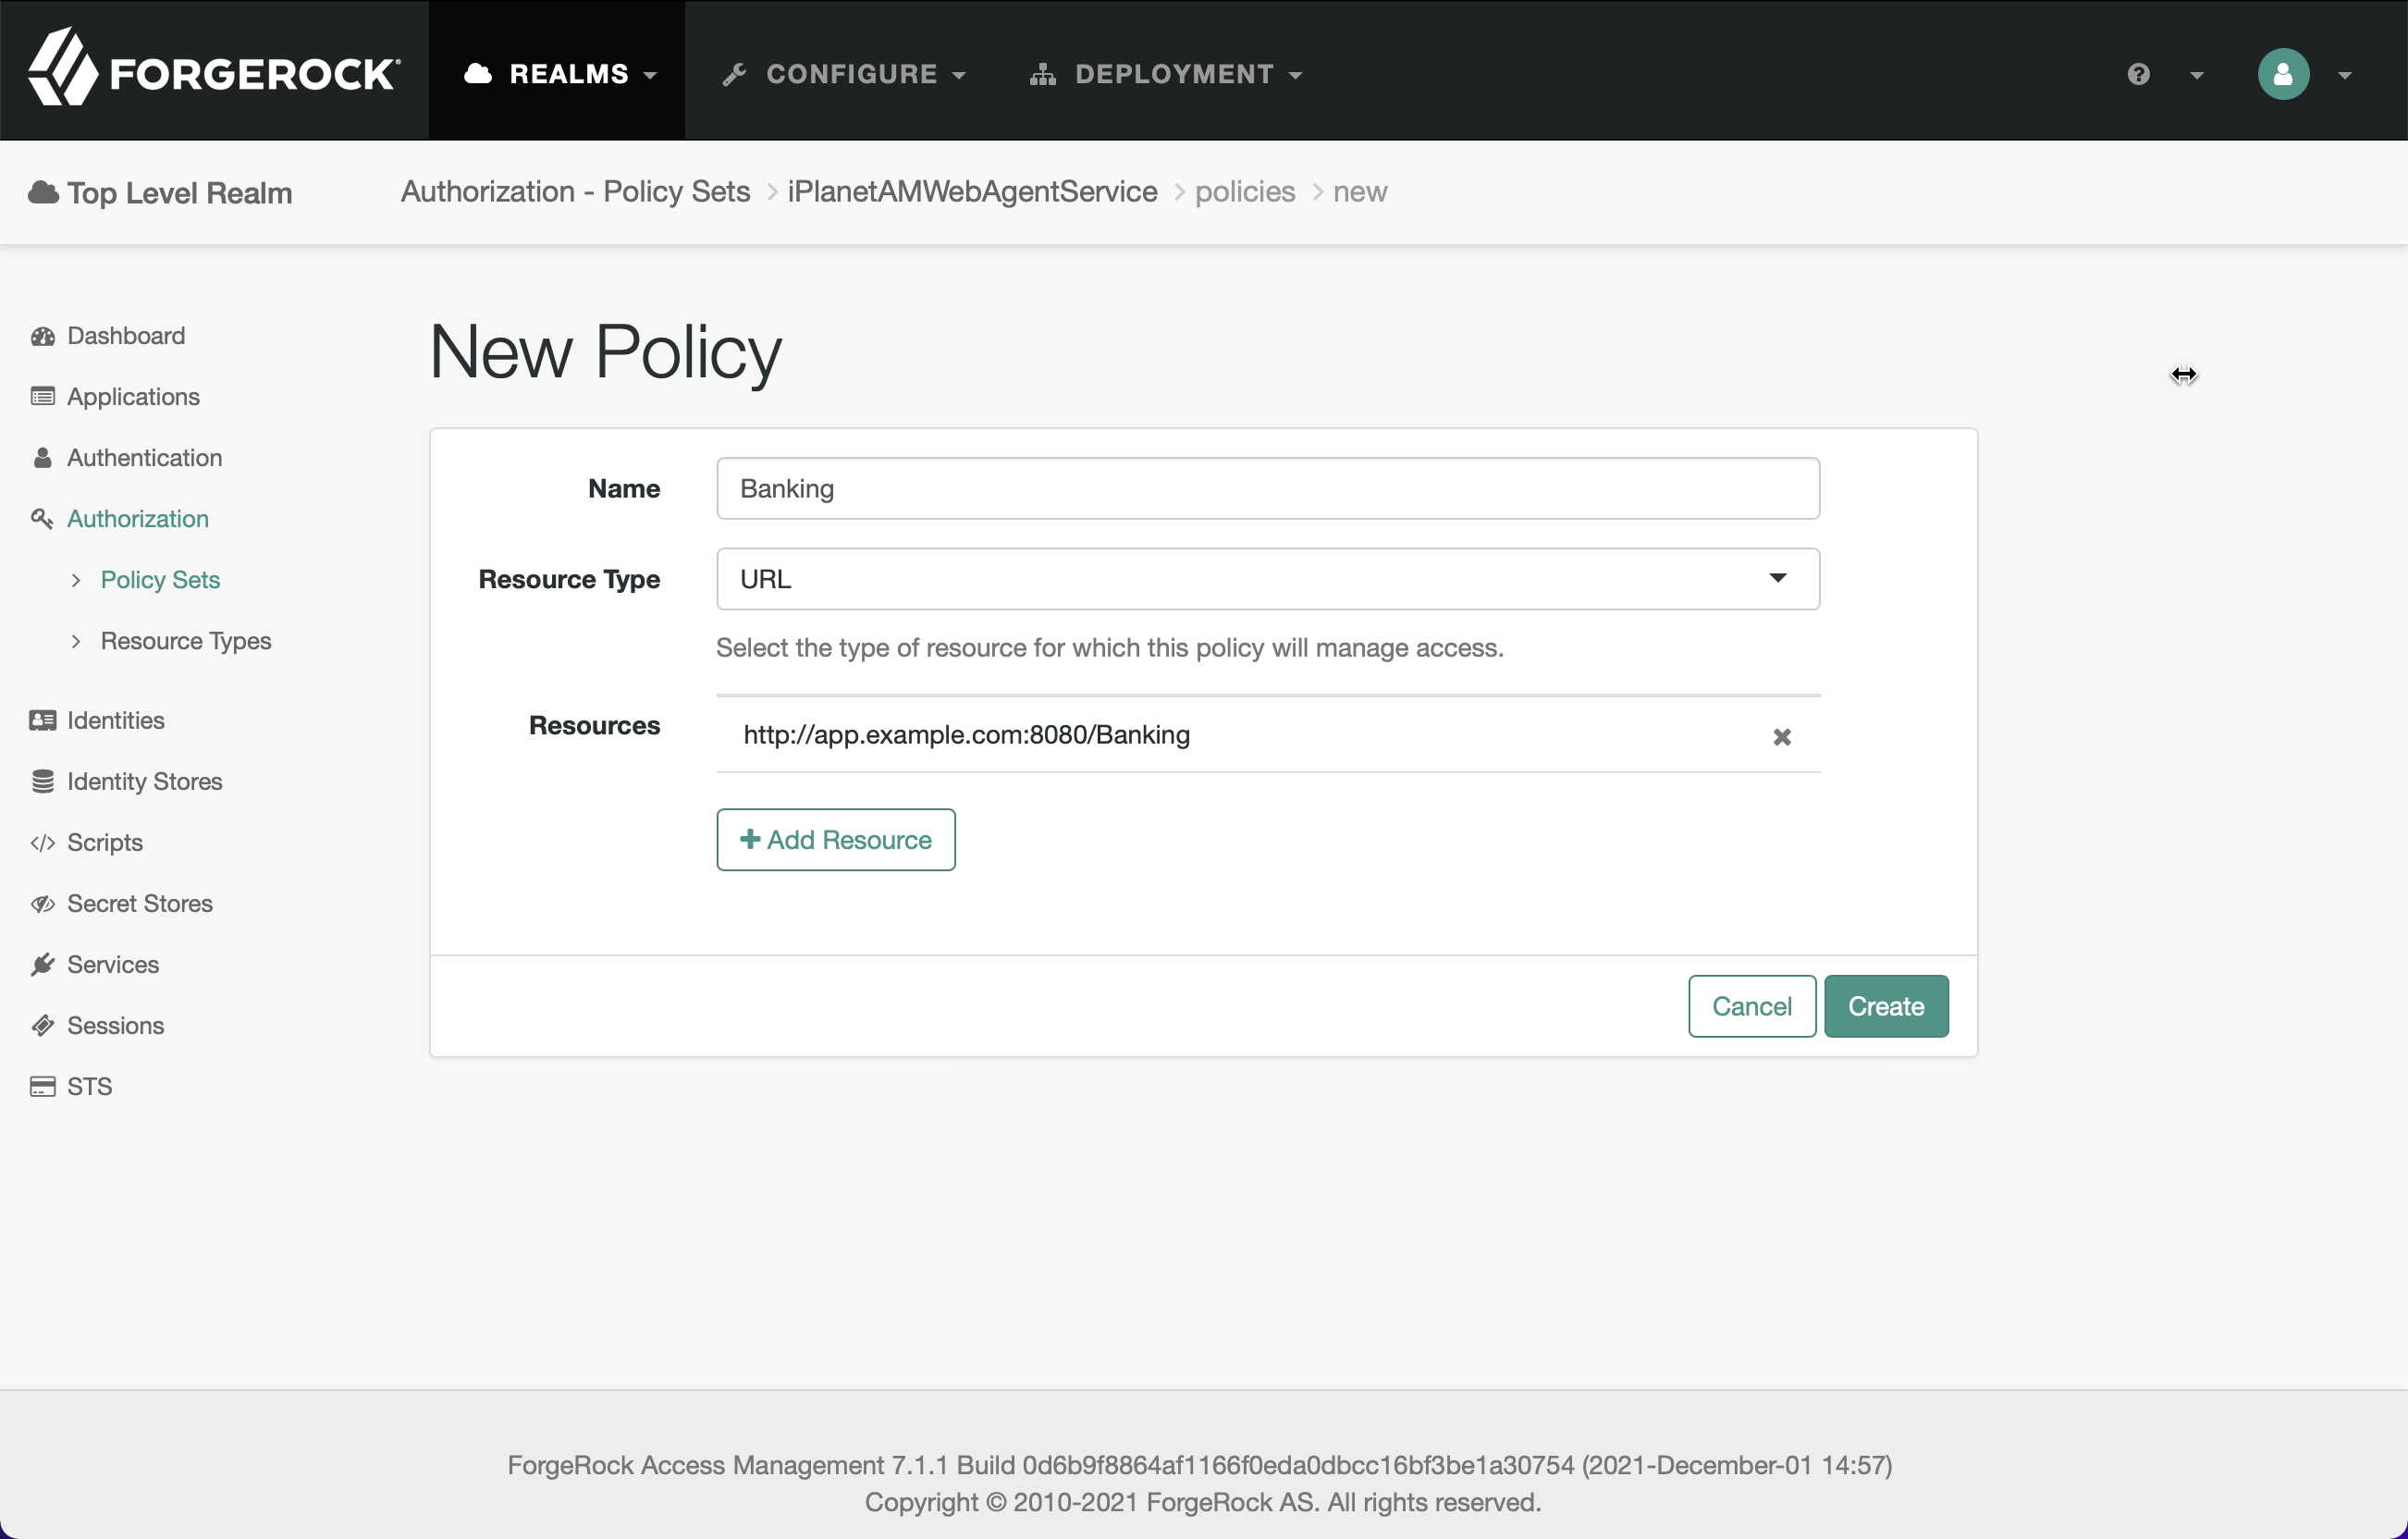 FORGEROCK®
REALMS
CONFIGURE
DEPLOYMENT
Top Level Realm
Authorization - Policy Sets > iPlanetAMWebAgentService > policies > new
Dashboard
Applications
Authentication
Authorization
Policy Sets
Resource Types
Identities
Identity Stores
Scripts
Secret Stores
Services
Sessions
STS
New Policy
Name
Banking
Resource Type
URL
Select the type of resource for which this policy will manage access.
Resources
http://app.example.com:8080/Banking
Add Resource
Cancel
Create
ForgeRock Access Management 7.1.1 Build 0d6b9f8864af1166f0eda0dbcc16bf3be1a30754 (2021-December-01 14:57)
Copyright © 2010-2021 ForgeRock AS. All rights reserved.